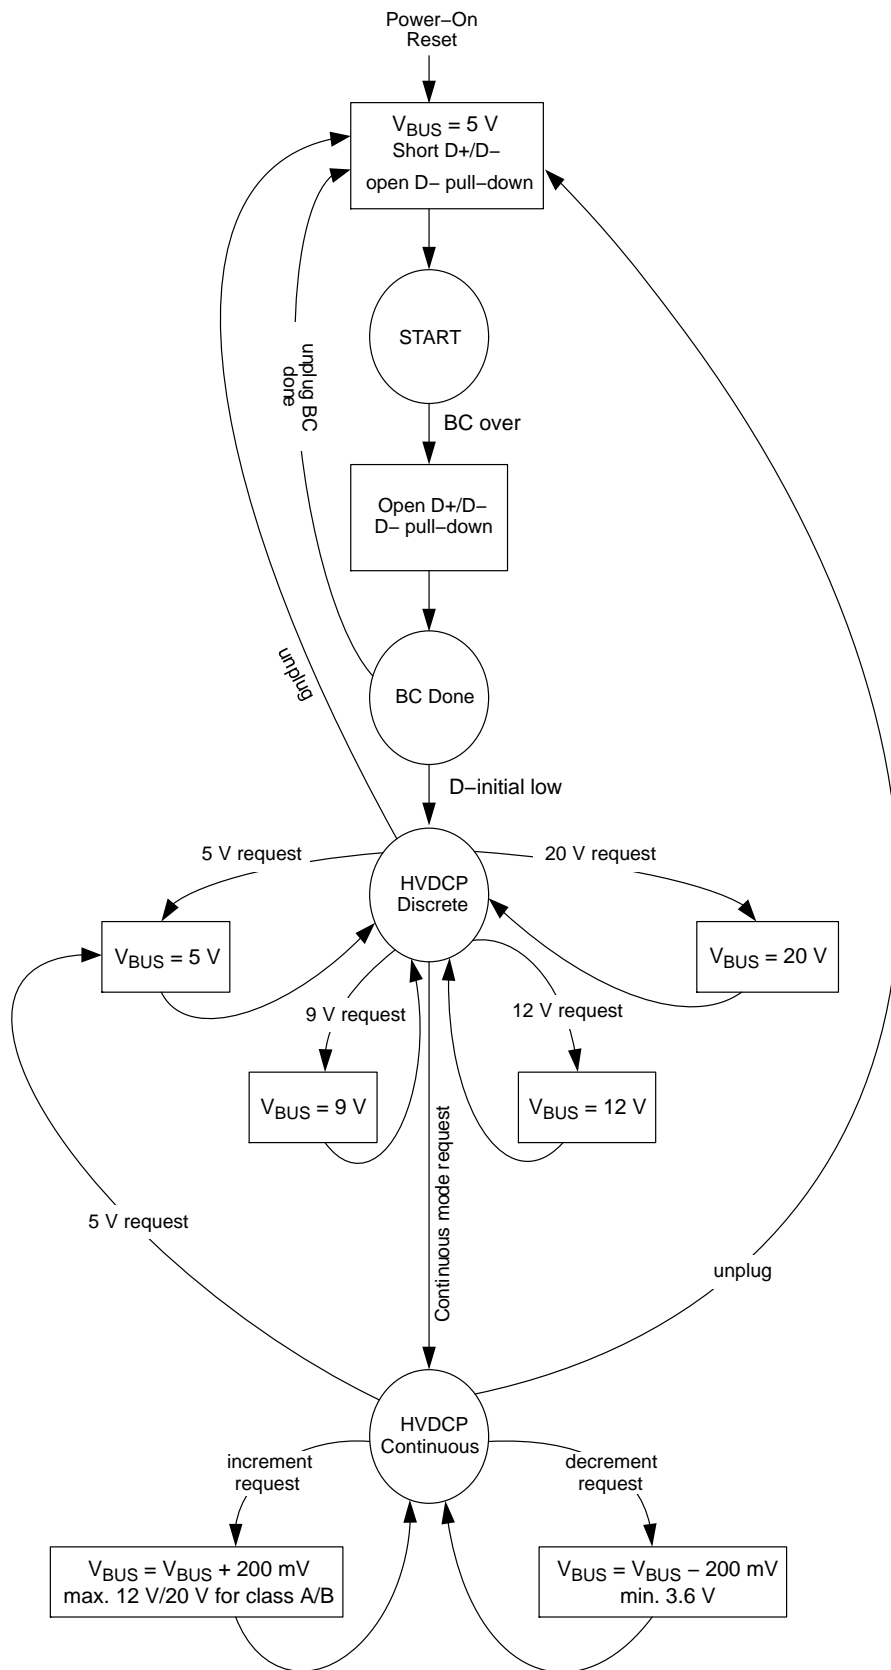 Power–On
Reset
VBUS = 5 V
Short D+/D–
open D– pull–down
START
unplug BC
done
BC over
Open D+/D–
D– pull–down
unplug
BC Done
D–initial low
5 V request
20 V request
HVDCP
Discrete
VBUS = 5 V
VBUS = 20 V
9 V request
12 V request
VBUS = 9 V
VBUS = 12 V
Continuous mode request
5 V request
unplug
HVDCP
Continuous
increment
request
decrement
request
VBUS = VBUS + 200 mV
max. 12 V/20 V for class A/B
VBUS = VBUS – 200 mV
min. 3.6 V